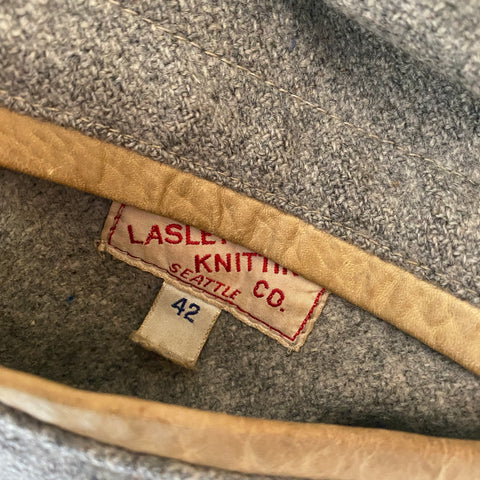 LASLE
KNITTIN
SEATTLE CO.
42